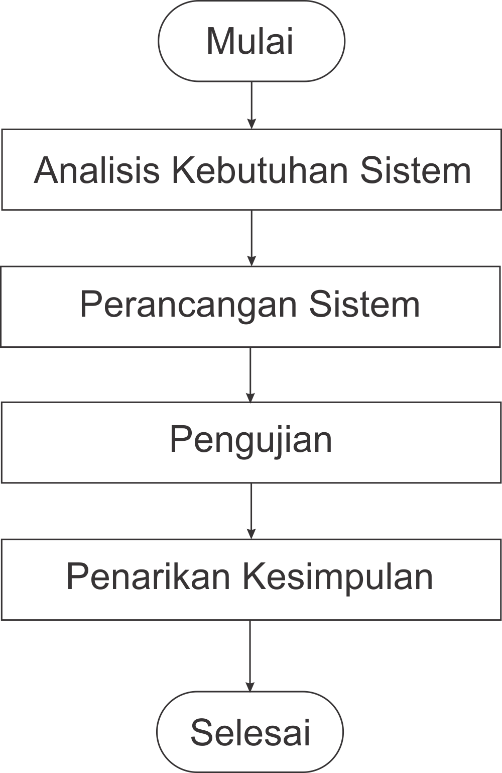 Mulai
Analisis Kebutuhan Sistem
Perancangan Sistem
Pengujian
Penarikan Kesimpulan
Selesai